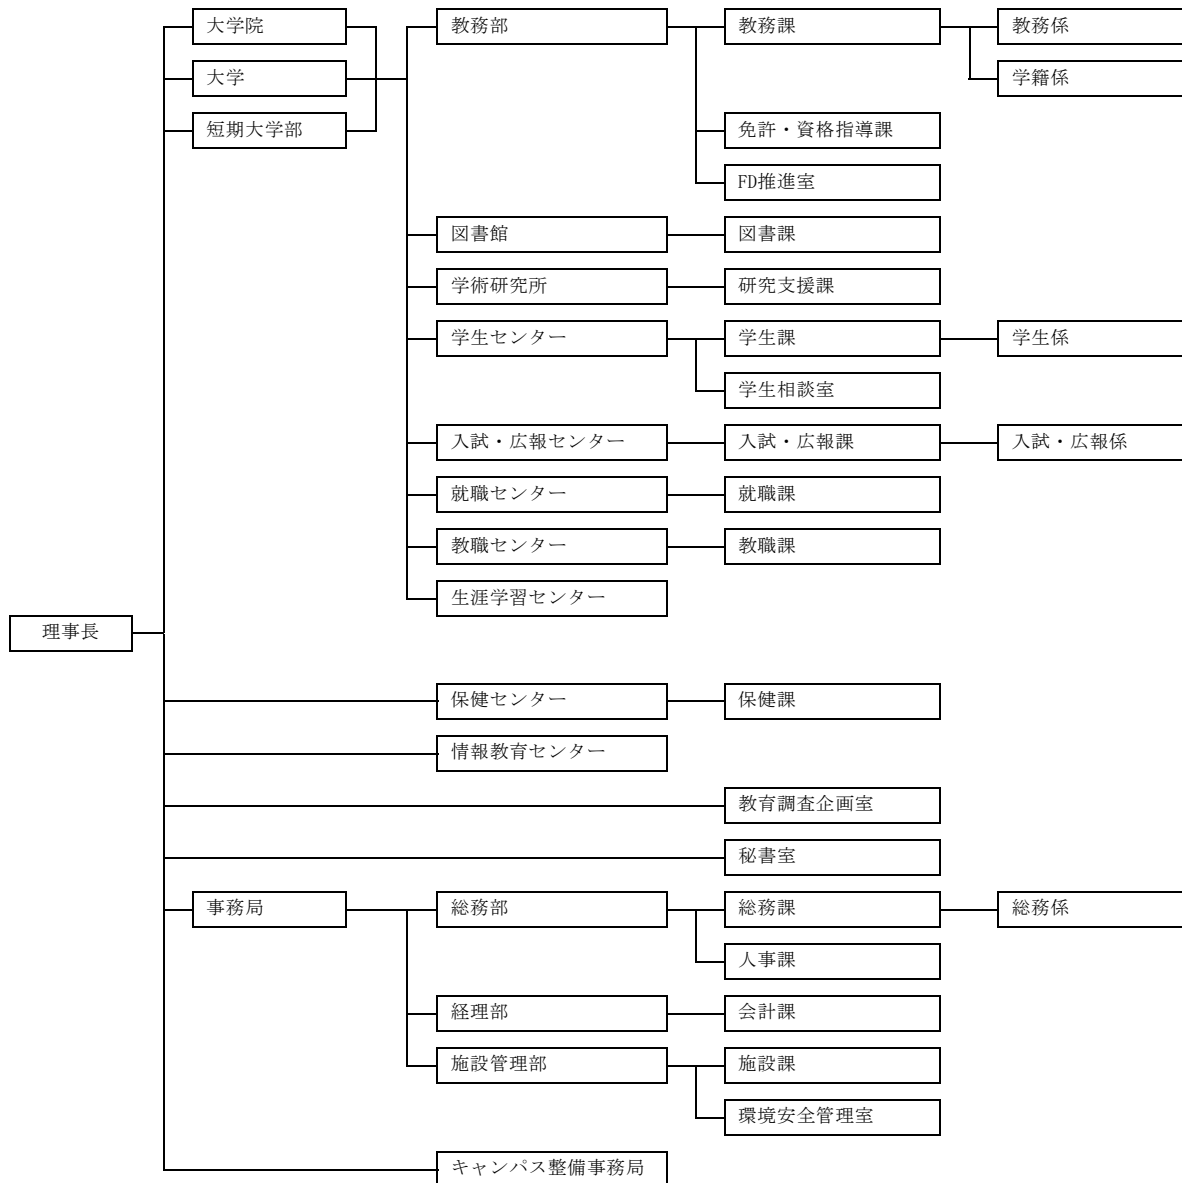 大学院
教務部
教務課
教務係
大学
学籍係
短期大学部
免許・資格指導課
FD推進室
図書館
図書課
学術研究所
研究支援課
学生センター
学生課
学生係
学生相談室
入試・広報センター
入試・広報課
入試・広報係
就職センター
就職課
教職センター
教職課
生涯学習センター
理事長
保健センター
保健課
情報教育センター
教育調査企画室
秘書室
事務局
総務部
総務課
総務係
人事課
経理部
会計課
施設管理部
施設課
環境安全管理室
キャンパス整備事務局